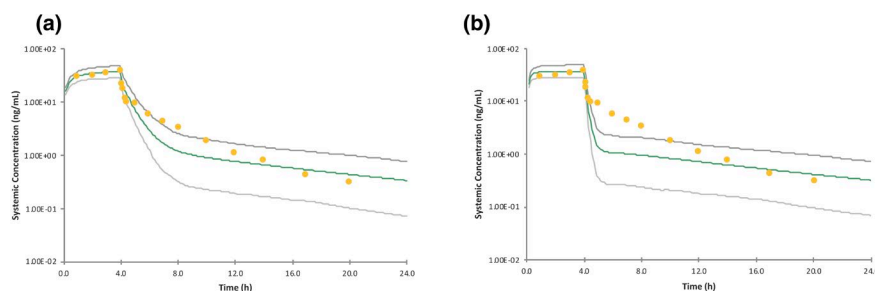 (a)
Systemic Concentration (ng/mL)
1.00E+02
1.00E+01
1.00E+00
1.00E-01
1.00E-02
0.0 4.0 8.0 12.0 16.0 20.0 24.0
Time (h)
(b)
Systemic Concentration (ng/mL)
1.00E+02
1.00E+01
1.00E+00
1.00E-01
1.00E-02
0.0 4.0 8.0 12.0 16.0 20.0 24.0
Time (h)